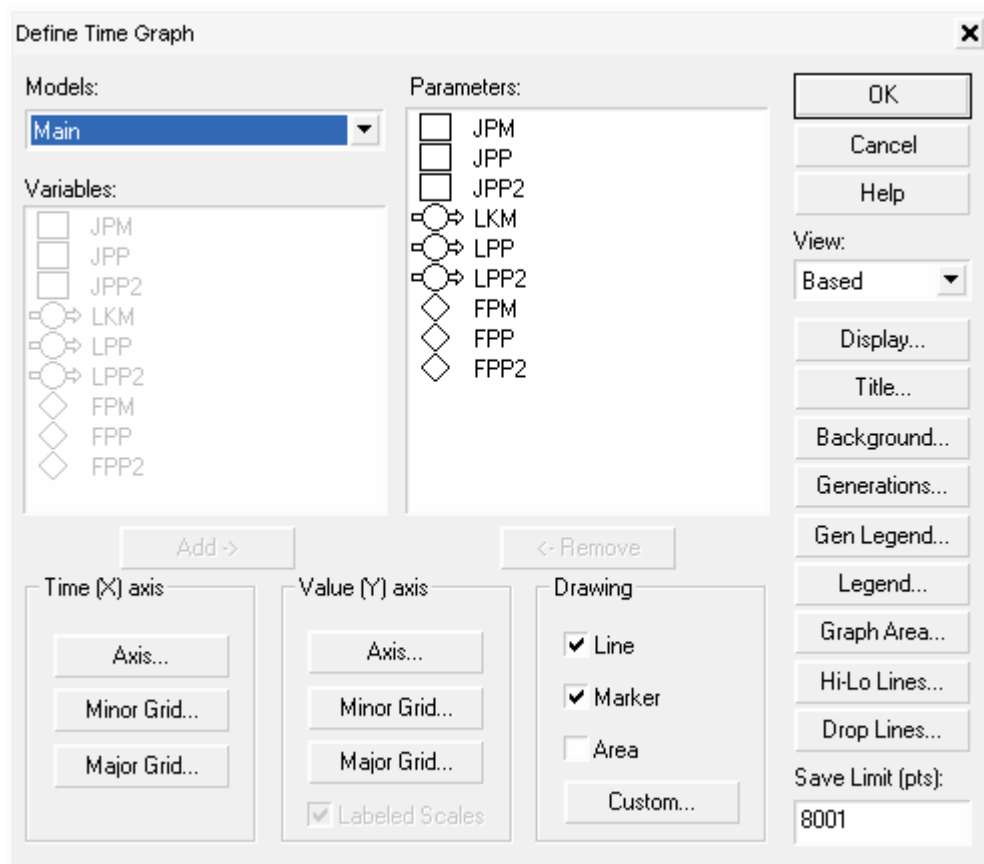 Define Time Graph
Models:
Main
Variables:
JPM
JPP
JPP2
LKM
LPP
LPP2
FPM
FPP
FPP2
Add ->
Parameters:
JPM
JPP
JPP2
LKM
LPP
LPP2
FPM
FPP
FPP2
<- Remove
Time (X) axis
Axis...
Minor Grid...
Major Grid...
Value (Y) axis
Axis...
Minor Grid...
Major Grid...
Labeled Scales
Drawing
Line
Marker
Area
Custom...
OK
Cancel
Help
View:
Based
Display...
Title...
Background...
Generations...
Gen Legend...
Legend...
Graph Area...
Hi-Lo Lines...
Drop Lines...
Save Limit (pts):
8001